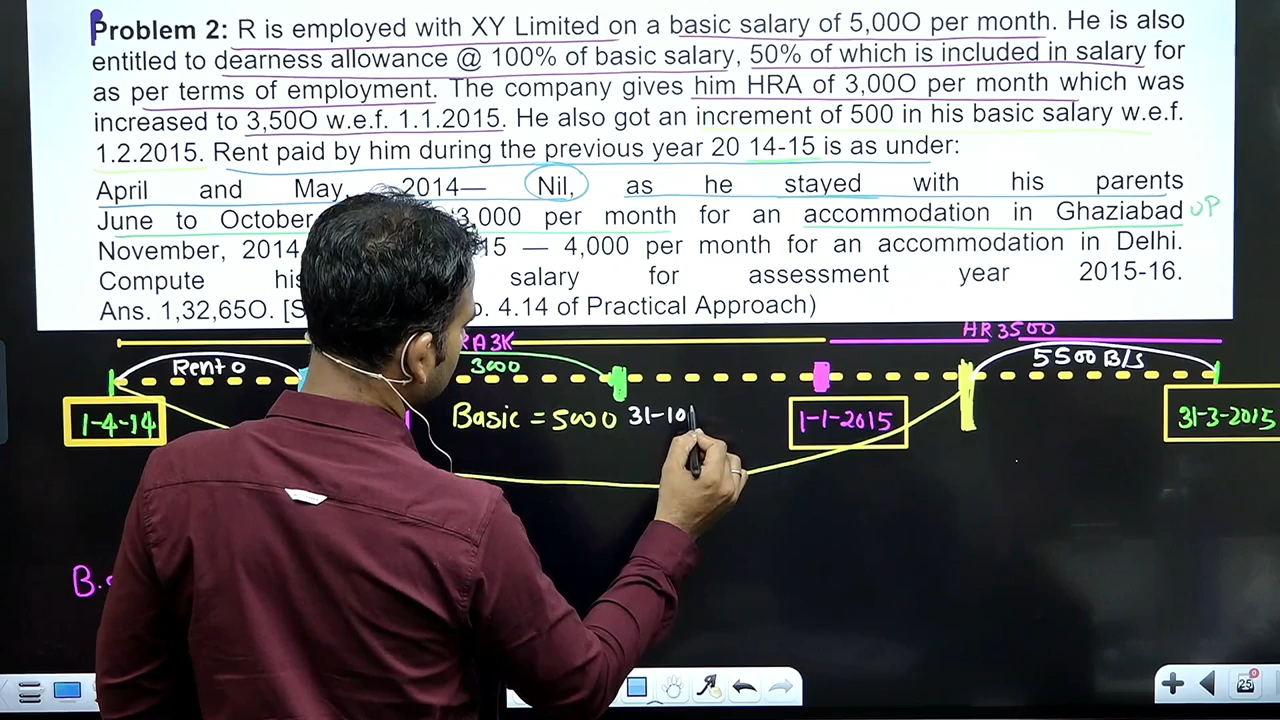 Problem 2: R is employed with XY Limited on a basic salary of 5,00O per month. He is also
entitled to dearness allowance @ 100% of basic salary, 50% of which is included in salary for
as per terms of employment. The company gives him HRA of 3,00O per month which was
increased to 3,50O w.e.f. 1.1.2015. He also got an increment of 500 in his basic salary w.e.f.
1.2.2015. Rent paid by him during the previous year 20 14-15 is as under:
April and May, 2014— Nil, as he stayed with his parents
June to October 3,000 per month for an accommodation in Ghaziabad UP
November, 2014 15 — 4,000 per month for an accommodation in Delhi.
Compute his salary for assessment year 2015-16.
Ans. 1,32,65O. [S 4.14 of Practical Approach)
RA 3K HR 3500
Rent 0 3000 5500 B/S
1-4-14 Basic = 5000 31-10 1-1-2015 31-3-2015
B.
25